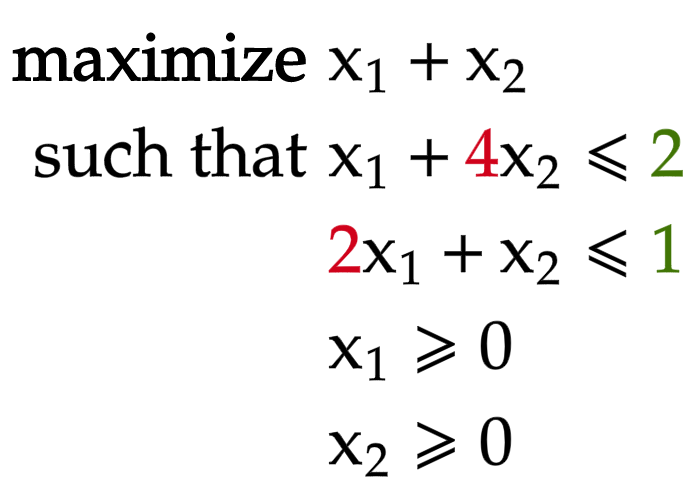 maximize x₁ + x₂
such that x₁ + 4x₂ ⩽ 2
2x₁ + x₂ ⩽ 1
x₁ ⩾ 0
x₂ ⩾ 0